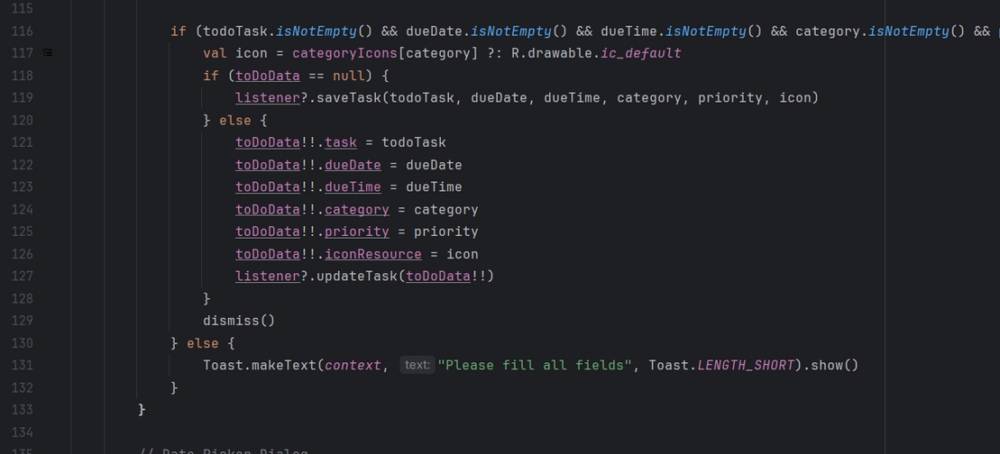 115
116 if (todoTask.isNotEmpty() && dueDate.isNotEmpty() && dueTime.isNotEmpty() && category.isNotEmpty() &&
117 val icon = categoryIcons[category] ?: R.drawable.ic_default
118 if (toDoData == null) {
119 listener?.saveTask(todoTask, dueDate, dueTime, category, priority, icon)
120 } else {
121 toDoData!!.task = todoTask
122 toDoData!!.dueDate = dueDate
123 toDoData!!.dueTime = dueTime
124 toDoData!!.category = category
125 toDoData!!.priority = priority
126 toDoData!!.iconResource = icon
127 listener?.updateTask(toDoData!!)
128 }
129 dismiss()
130 } else {
131 Toast.makeText(context, text: "Please fill all fields", Toast.LENGTH_SHORT).show()
132 }
133 }
134
135 // Date Picker Dialog